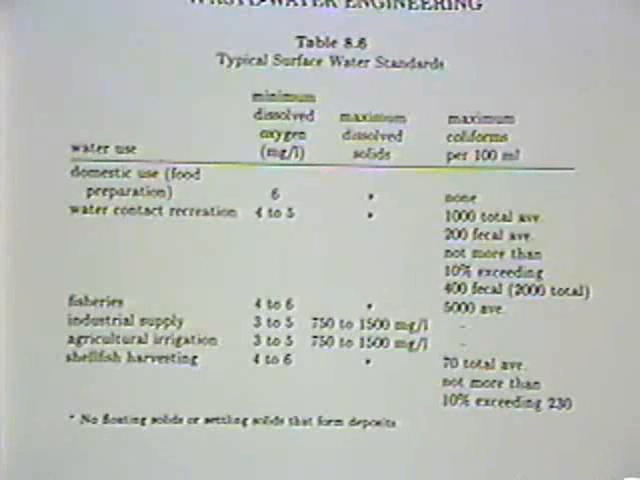 WASTE-WATER ENGINEERING
Table 8.6
Typical Surface Water Standards
water use minimum dissolved oxygen (mg/l) maximum dissolved solids maximum coliforms per 100 ml
domestic use (food preparation) 6 * none
water contact recreation 4 to 5 * 1000 total ave.
200 fecal ave.
not more than
10% exceeding
400 fecal (2000 total)
fisheries 4 to 6 * 5000 ave.
industrial supply 3 to 5 750 to 1500 mg/l -
agricultural irrigation 3 to 5 750 to 1500 mg/l -
shellfish harvesting 4 to 6 * 70 total ave.
not more than
10% exceeding 230
* No floating solids or settling solids that form deposits